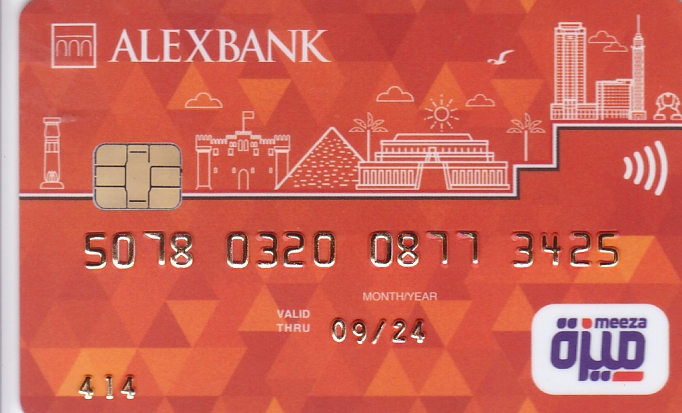 ALEXBANK
5078 0320 0877 3425
MONTH/YEAR
VALID
THRU 09/24
meeza
ميزة
414